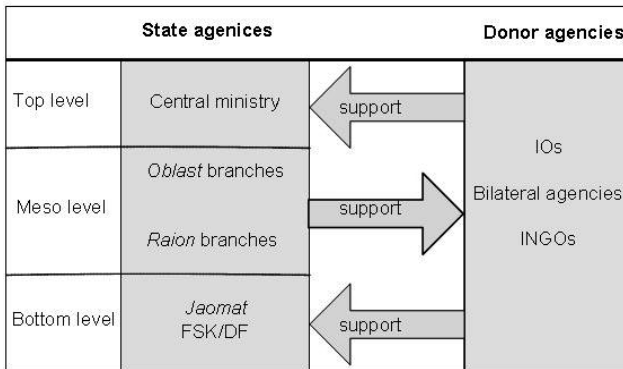 State agenices
Donor agencies
Top level
Central ministry
support
Meso level
Oblast branches
Raion branches
support
IOs
Bilateral agencies
INGOs
Bottom level
Jaomat
FSK/DF
support